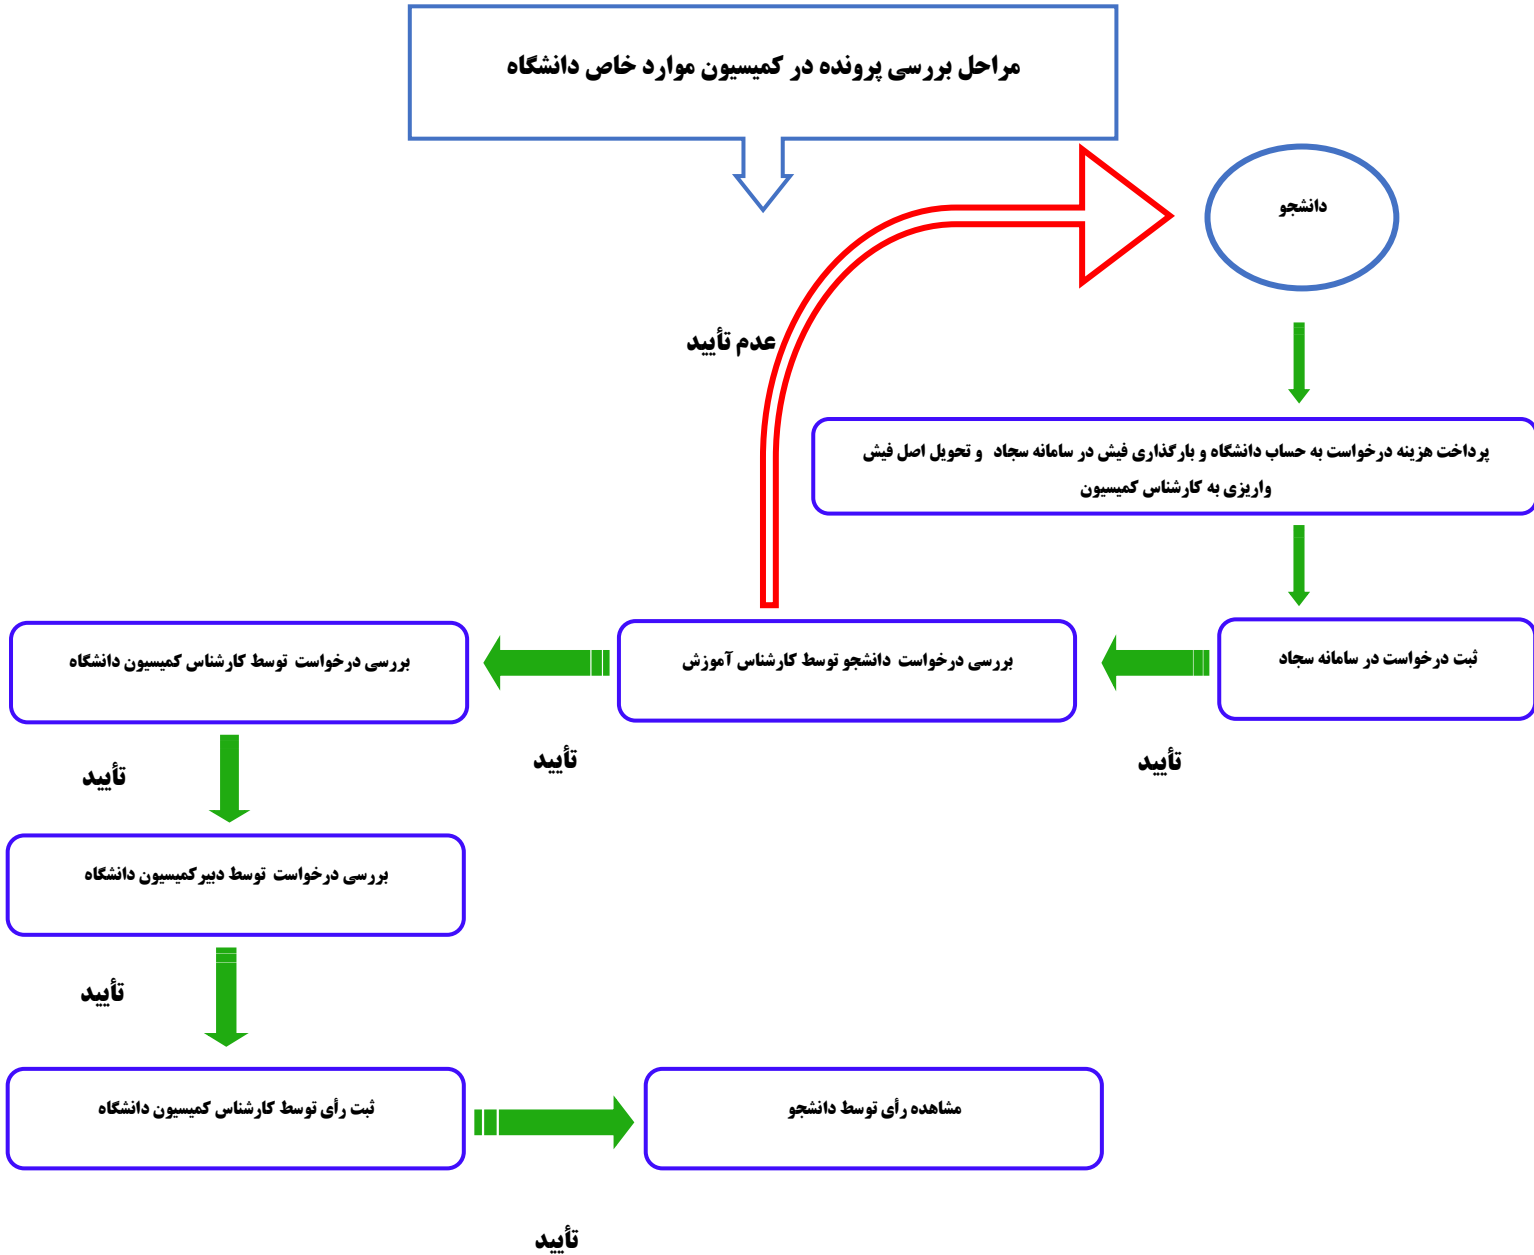 مراحل بررسی پرونده در کمیسیون موارد خاص دانشگاه
دانشجو
عدم تأیید
پرداخت هزینه درخواست به حساب دانشگاه و بارگذاری فیش در سامانه سجاد و تحویل اصل فیش
واریزی به کارشناس کمیسیون
ثبت درخواست در سامانه سجاد
بررسی درخواست دانشجو توسط کارشناس آموزش
بررسی درخواست توسط کارشناس کمیسیون دانشگاه
تأیید
تأیید
تأیید
بررسی درخواست توسط دبیرکمیسیون دانشگاه
تأیید
ثبت رأی توسط کارشناس کمیسیون دانشگاه
مشاهده رأی توسط دانشجو
تأیید